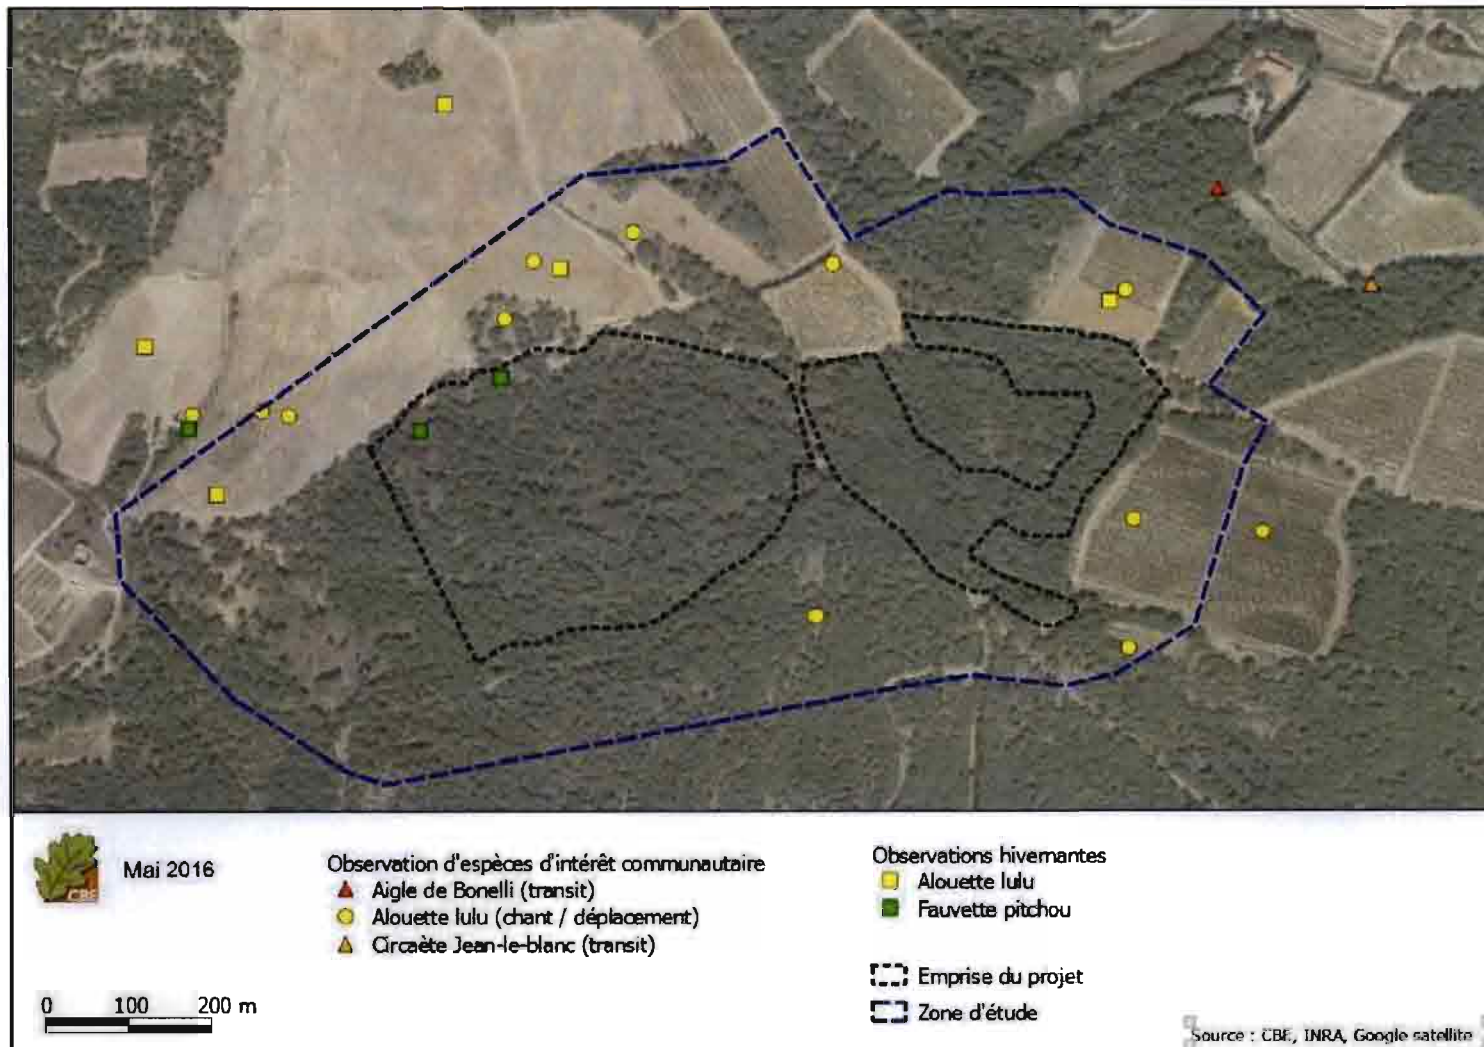 CBE
Mai 2016
Observation d'espèces d'intérêt communautaire
Aigle de Bonelli (transit)
Alouette lulu (chant / déplacement)
Circaète Jean-le-blanc (transit)
Observations hivernantes
Alouette lulu
Fauvette pitchou
Emprise du projet
Zone d'étude
0 100 200 m
Source : CBE, INRA, Google satellite